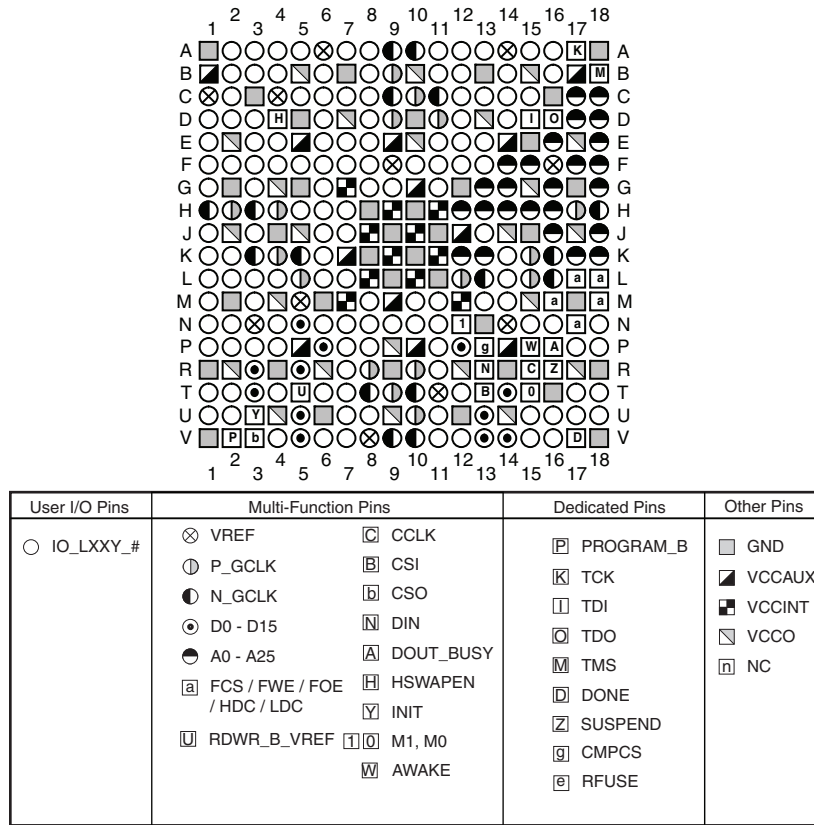 1 2 3 4 5 6 7 8 9 10 11 12 13 14 15 16 17 18
A K A
B M B
C C
D H I O D
E E
F F
G G
H H
J J
K K
L a a L
M a a M
N 1 a N
P g W A P
R N C Z R
T U B 0 T
U Y U
V P b D V
1 2 3 4 5 6 7 8 9 10 11 12 13 14 15 16 17 18
User I/O Pins
IO_LXXY_#
Multi-Function Pins
VREF
P_GCLK
N_GCLK
D0 - D15
A0 - A25
a FCS / FWE / FOE
/ HDC / LDC
U RDWR_B_VREF
C CCLK
B CSI
b CSO
N DIN
A DOUT_BUSY
H HSWAPEN
Y INIT
1 0 M1, M0
W AWAKE
Dedicated Pins
P PROGRAM_B
K TCK
I TDI
O TDO
M TMS
D DONE
Z SUSPEND
g CMPCS
e RFUSE
Other Pins
GND
VCCAUX
VCCINT
VCCO
n NC